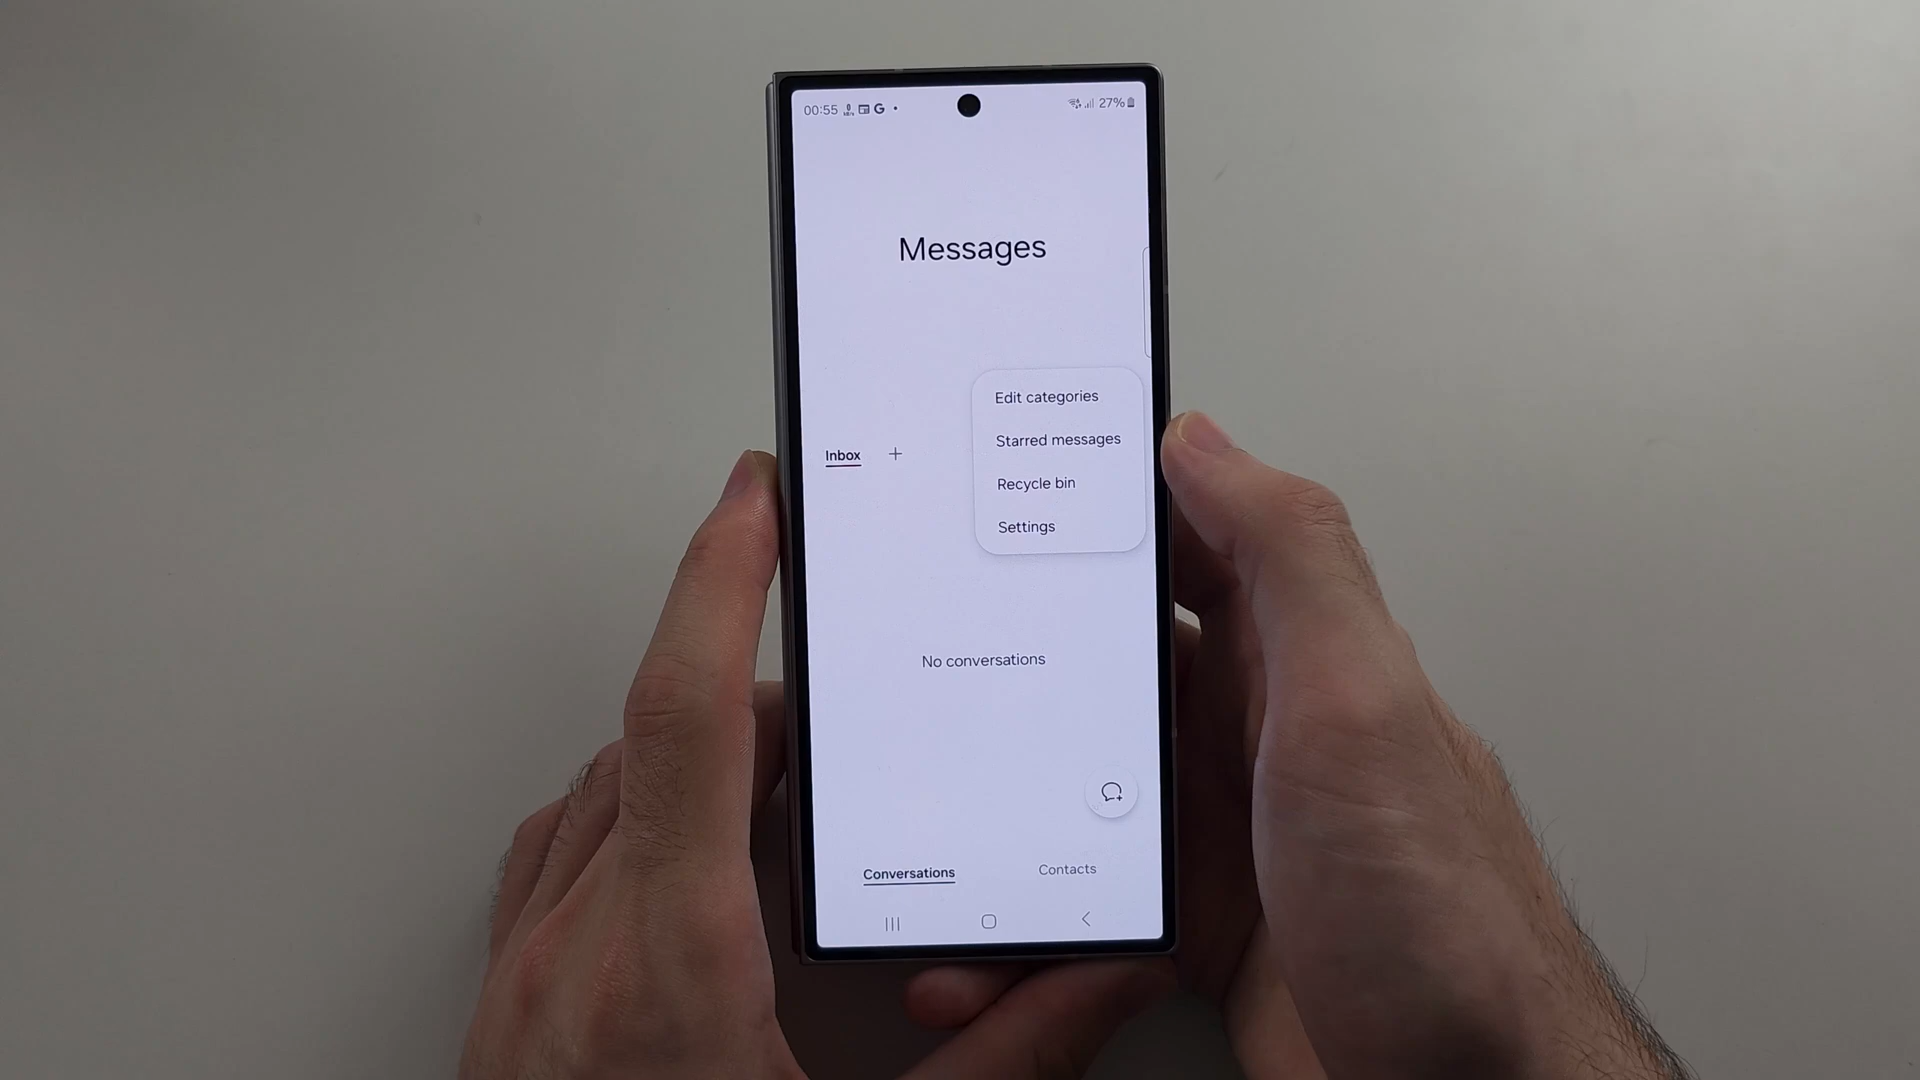 00:55 G
27%
Messages
Edit categories
Starred messages
Inbox +
Recycle bin
Settings
No conversations
Conversations
Contacts